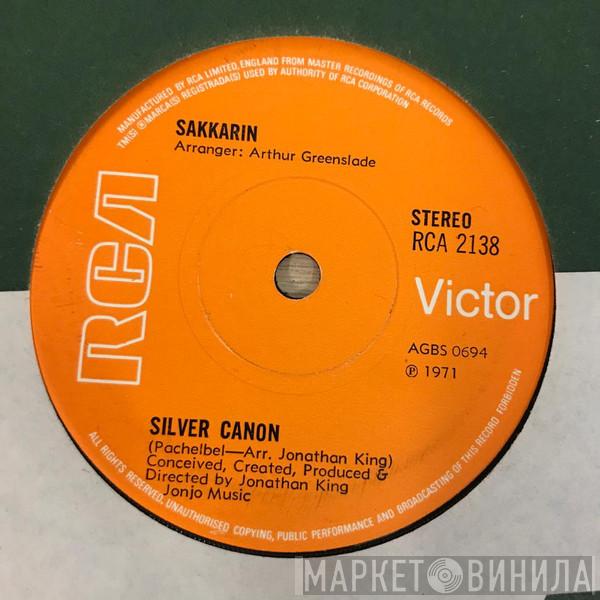 MANUFACTURED BY RCA LIMITED, ENGLAND FROM MASTER RECORDINGS OF RCA RECORDS
TM(S) ® MARCA(S) REGISTRADA(S) USED BY AUTHORITY OF RCA CORPORATION
SAKKARIN
Arranger: Arthur Greenslade
RCA
STEREO
RCA 2138
Victor
AGBS 0694
℗ 1971
SILVER CANON
(Pachelbel—Arr. Jonathan King)
Conceived, Created, Produced &
Directed by Jonathan King
Jonjo Music
ALL RIGHTS RESERVED. UNAUTHORISED COPYING, PUBLIC PERFORMANCE AND BROADCASTING OF THIS RECORD FORBIDDEN
МАРКЕТ ВИНИЛА